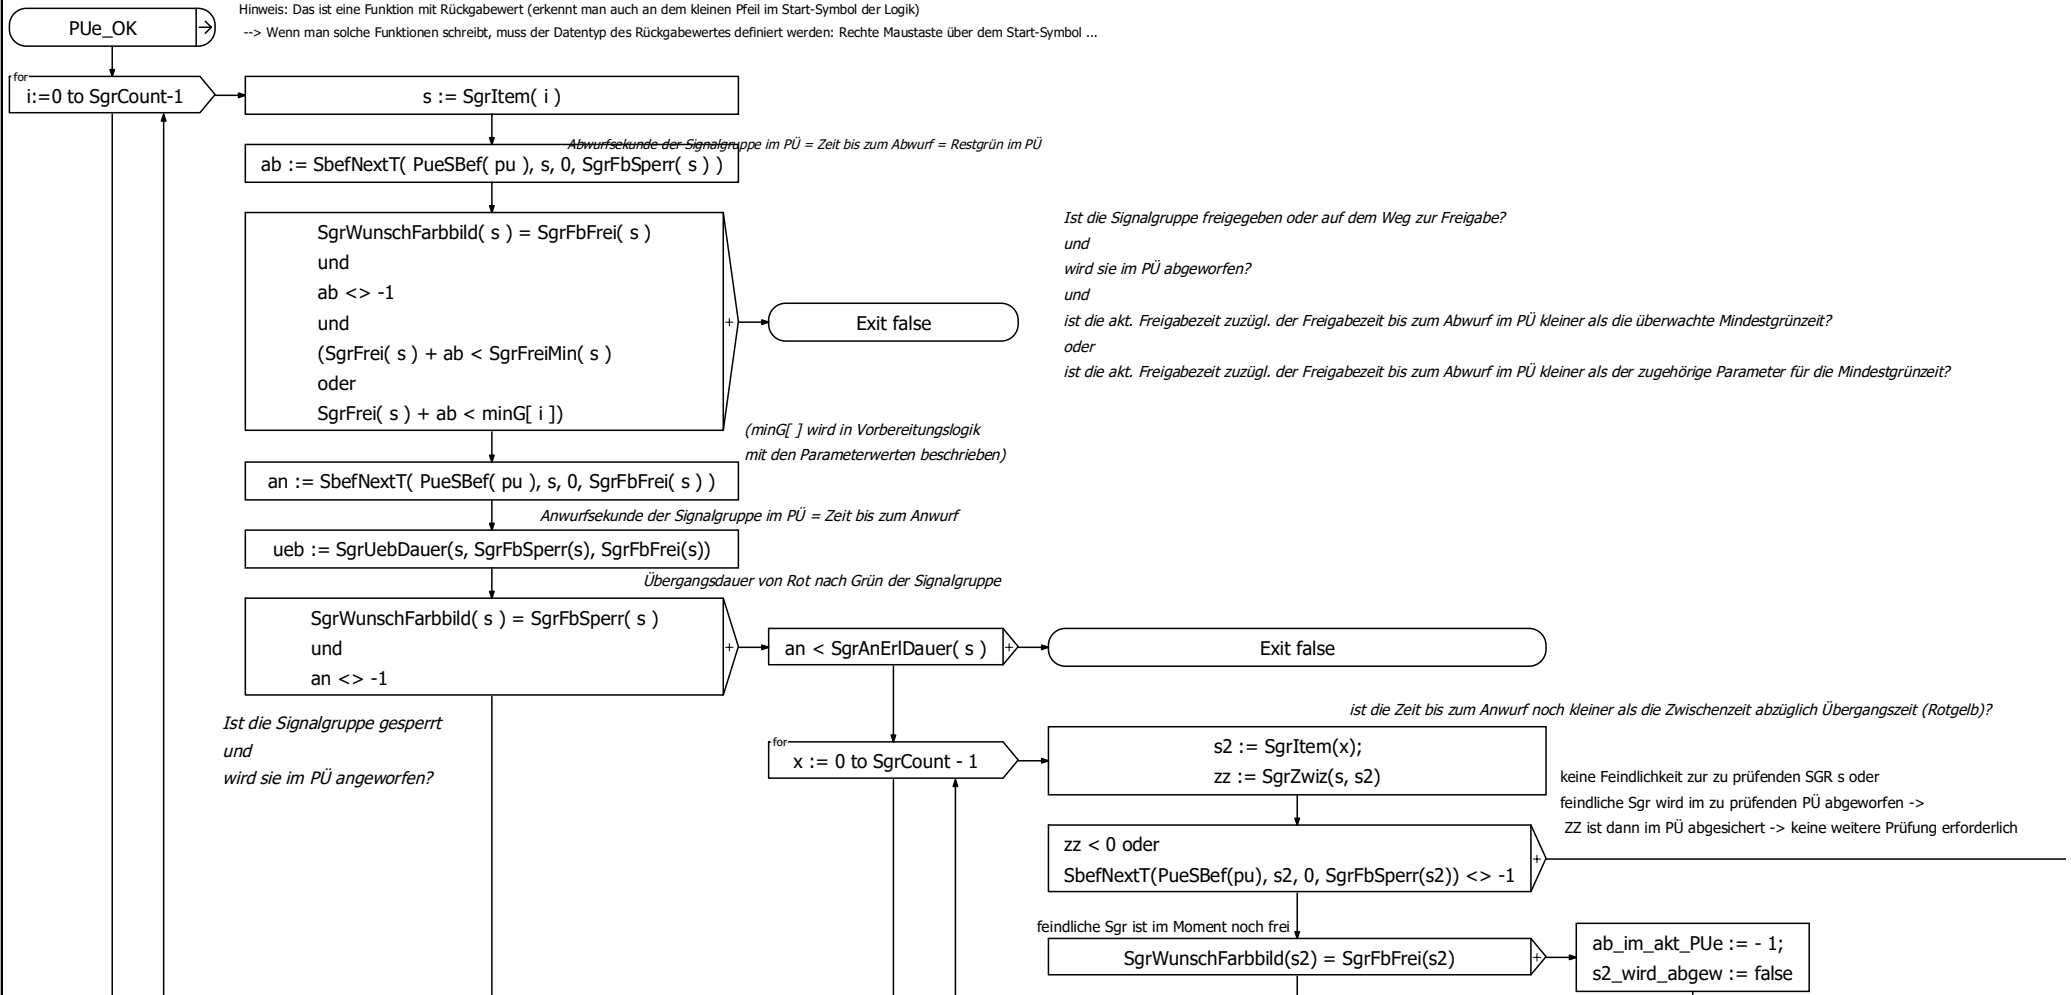 Hinweis: Das ist eine Funktion mit Rückgabewert (erkennt man auch an dem kleinen Pfeil im Start-Symbol der Logik)
PUe_OK
--> Wenn man solche Funktionen schreibt, muss der Datentyp des Rückgabewertes definiert werden: Rechte Maustaste über dem Start-Symbol ...
for
i:=0 to SgrCount-1
s := SgrItem( i )
Abwurfsekunde der Signalgruppe im PÜ = Zeit bis zum Abwurf = Restgrün im PÜ
ab := SbefNextT( PueSBef( pu ), s, 0, SgrFbSperr( s ) )
SgrWunschFarbbild( s ) = SgrFbFrei( s )
und
ab <> -1
und
(SgrFrei( s ) + ab < SgrFreiMin( s )
oder
SgrFrei( s ) + ab < minG[ i ])
+
Exit false
Ist die Signalgruppe freigegeben oder auf dem Weg zur Freigabe?
und
wird sie im PÜ abgeworfen?
und
ist die akt. Freigabezeit zuzügl. der Freigabezeit bis zum Abwurf im PÜ kleiner als die überwachte Mindestgrünzeit?
oder
ist die akt. Freigabezeit zuzügl. der Freigabezeit bis zum Abwurf im PÜ kleiner als der zugehörige Parameter für die Mindestgrünzeit?
(minG[ ] wird in Vorbereitungslogik
mit den Parameterwerten beschrieben)
an := SbefNextT( PueSBef( pu ), s, 0, SgrFbFrei( s ) )
Anwurfsekunde der Signalgruppe im PÜ = Zeit bis zum Anwurf
ueb := SgrUebDauer(s, SgrFbSperr(s), SgrFbFrei(s))
Übergangsdauer von Rot nach Grün der Signalgruppe
SgrWunschFarbbild( s ) = SgrFbSperr( s )
und
an <> -1
+
an < SgrAnErlDauer( s )
+
Exit false
Ist die Signalgruppe gesperrt
und
wird sie im PÜ angeworfen?
ist die Zeit bis zum Anwurf noch kleiner als die Zwischenzeit abzüglich Übergangszeit (Rotgelb)?
for
x := 0 to SgrCount - 1
s2 := SgrItem(x);
zz := SgrZwiz(s, s2)
keine Feindlichkeit zur zu prüfenden SGR s oder
feindliche Sgr wird im zu prüfenden PÜ abgeworfen ->
ZZ ist dann im PÜ abgesichert -> keine weitere Prüfung erforderlich
zz < 0 oder
SbefNextT(PueSBef(pu), s2, 0, SgrFbSperr(s2)) <> -1
+
feindliche Sgr ist im Moment noch frei
SgrWunschFarbbild(s2) = SgrFbFrei(s2)
+
ab_im_akt_PUe := - 1;
s2_wird_abgew := false